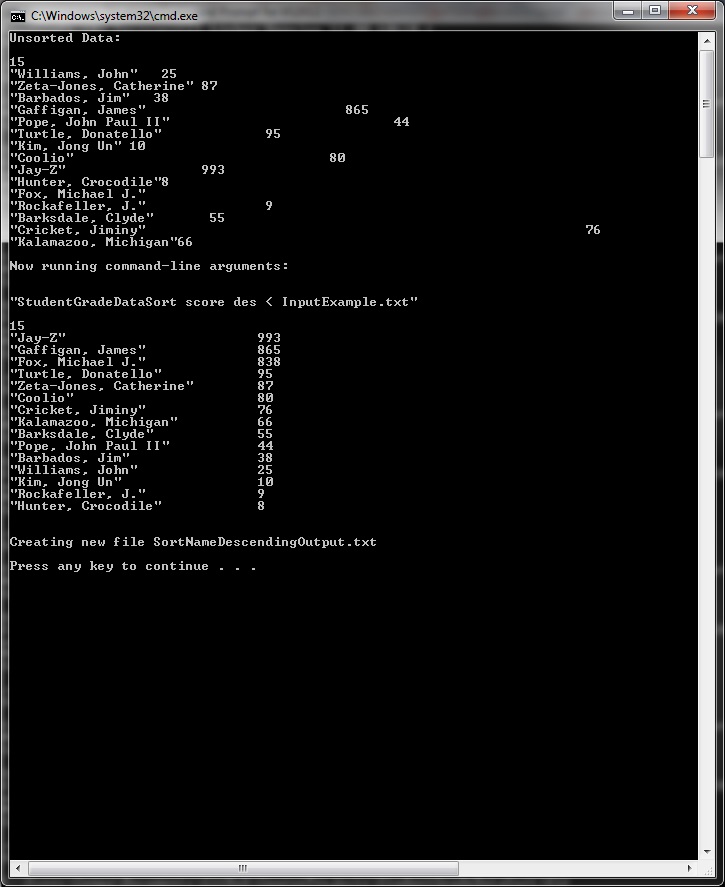 C:\Windows\system32\cmd.exe
Unsorted Data:
15
"Williams, John" 25
"Zeta-Jones, Catherine" 87
"Barbados, Jim" 38
"Gaffigan, James" 865
"Pope, Jong Paul II" 44
"Turtle, Donatello" 95
"Kim, Jong Un" 10
"Coolio" 80
"Jay-Z" 993
"Hunter, Crocodile"8
"Fox, Michael J."
"Rockafeller, J." 9
"Barksdale, Clyde" 55
"Cricket, Jiminy" 76
"Kalamazoo, Michigan"66
Now running command-line arguments:
"StudentGradeDataSort score des < InputExample.txt"
15
"Jay-Z" 993
"Gaffigan, James" 865
"Fox, Michael J." 838
"Turtle, Donatello" 95
"Zeta-Jones, Catherine" 87
"Coolio" 80
"Cricket, Jiminy" 76
"Kalamazoo, Michigan" 66
"Barksdale, Clyde" 55
"Pope, John Paul II" 44
"Barbados, Jim" 38
"Williams, John" 25
"Kim, Jong Un" 10
"Rockafeller, J." 9
"Hunter, Crocodile" 8
Creating new file SortNameDescendingOutput.txt
Press any key to continue . . .